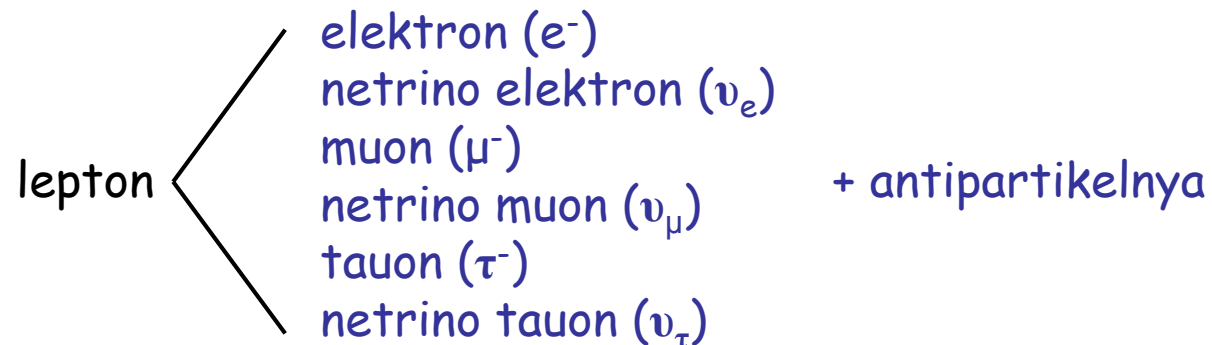 elektron (e⁻)
netrino elektron (υₑ)
muon (μ⁻)
lepton
+ antipartikelnya
netrino muon (υ_μ)
tauon (τ⁻)
netrino tauon (υ_τ)